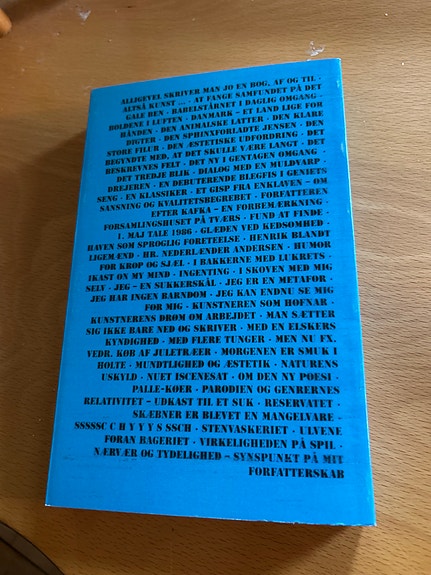 ALLIGEVEL SKRIVER MAN JO EN BOG, AF OG TIL ·
ALTSÅ KUNST ... · AT FANGE SAMFUNDET PÅ DET
GALE BEN · BABELSTÅRNET I DAGLIG OMGANG ·
BOLDENE I LUFTEN · DANMARK – ET LAND LIGE FOR
HÅNDEN · DEN ANIMALSKE LATTER · DEN KLARE
DIGTER · DEN SPHINXFORLADTE JENSEN · DEN
STORE FILUR · DEN ÆSTETISKE UDFORDRING · DET
BEGYNDTE MED, AT DET SKULLE VÆRE LANGT · DET
BESKREVNES FELT · DET NY I GENTAGEN OMGANG ·
DET TREDJE BLIK · DIALOG MED EN MULDVARP ·
DREJEREN · EN DEBUTERENDE BLEGFIS I GENIETS
SENG · EN KLASSIKER · ET GISP FRA ENKLAVEN – OM
SANSNING OG KVALITETSBEGREBET · FORFATTEREN
EFTER KAFKA – EN FORBEMÆRKNING ·
FORSAMLINGSHUSET PÅ TVÆRS · FUND AT FINDE ·
1. MAJ TALE 1986 · GLÆDEN VED KEDSOMHED ·
HAVEN SOM SPROGLIG FORETEELSE · HENRIK BLANDT
LIGEMÆND · HR. NEDERLÆNDER ANDERSEN · HUMOR
FOR KROP OG SJÆL · I BAKKERNE MED LUKRETS ·
IKAST ON MY MIND · INGENTING · I SKOVEN MED MIG
SELV · JEG – EN SUKKERSKÅL · JEG ER EN METAFOR ·
JEG HAR INGEN BARNDOM · JEG KAN ENDNU SE MIG
FOR MIG · KUNSTNEREN SOM HOFNAR ·
KUNSTNERENS DRØM OM ARBEJDET · MAN SÆTTER
SIG IKKE BARE NED OG SKRIVER · MED EN ELSKERS
KYNDIGHED · MED FLERE TUNGER · MEN NU FX.
VEDR. KØB AF JULETRÆER · MORGENEN ER SMUK I
HOLTE · MUNDTLIGHED OG ÆSTETIK · NATURENS
USKYLD · NUET ISCENESAT · OM DEN NY POESI ·
PALLE-KØER · PARODIEN OG GENRERNES
RELATIVITET – UDKAST TIL ET SUK · RESERVATET ·
SKÆBNER ER BLEVET EN MANGELVARE ·
SSSSSC C H Y Y Y S SSCH · STENVASKERIET · ULVENE
FORAN BAGERIET · VIRKELIGHEDEN PÅ SPIL ·
NÆRVÆR OG TYDELIGHED – SYNSPUNKT PÅ MIT
FORFATTERSKAB